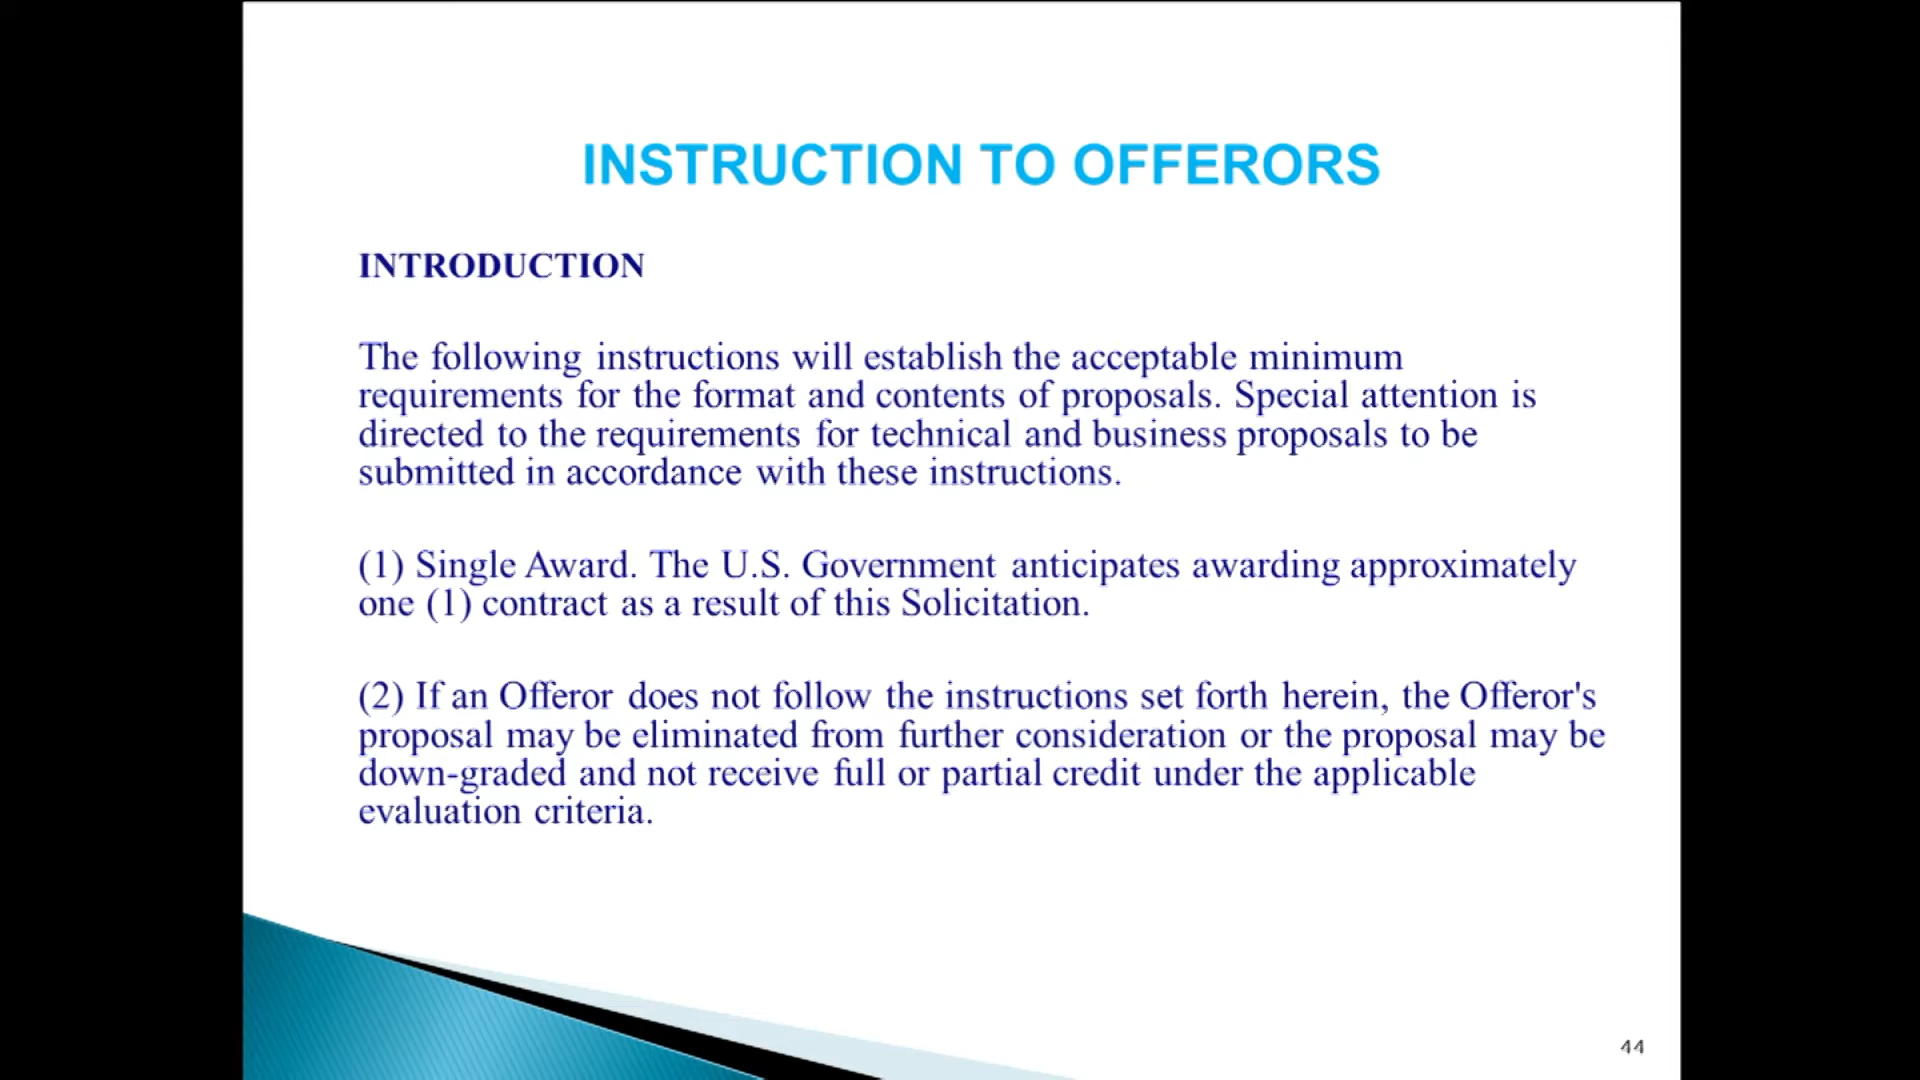 INSTRUCTION TO OFFERORS
INTRODUCTION
The following instructions will establish the acceptable minimum
requirements for the format and contents of proposals. Special attention is
directed to the requirements for technical and business proposals to be
submitted in accordance with these instructions.
(1) Single Award. The U.S. Government anticipates awarding approximately
one (1) contract as a result of this Solicitation.
(2) If an Offeror does not follow the instructions set forth herein, the Offeror's
proposal may be eliminated from further consideration or the proposal may be
down-graded and not receive full or partial credit under the applicable
evaluation criteria.
44